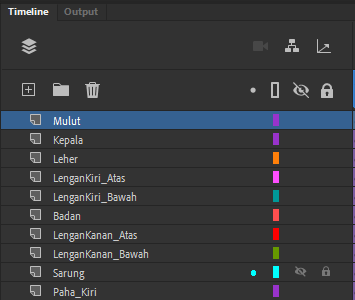 Timeline Output
Mulut
Kepala
Leher
LenganKiri_Atas
LenganKiri_Bawah
Badan
LenganKanan_Atas
LenganKanan_Bawah
Sarung
Paha_Kiri